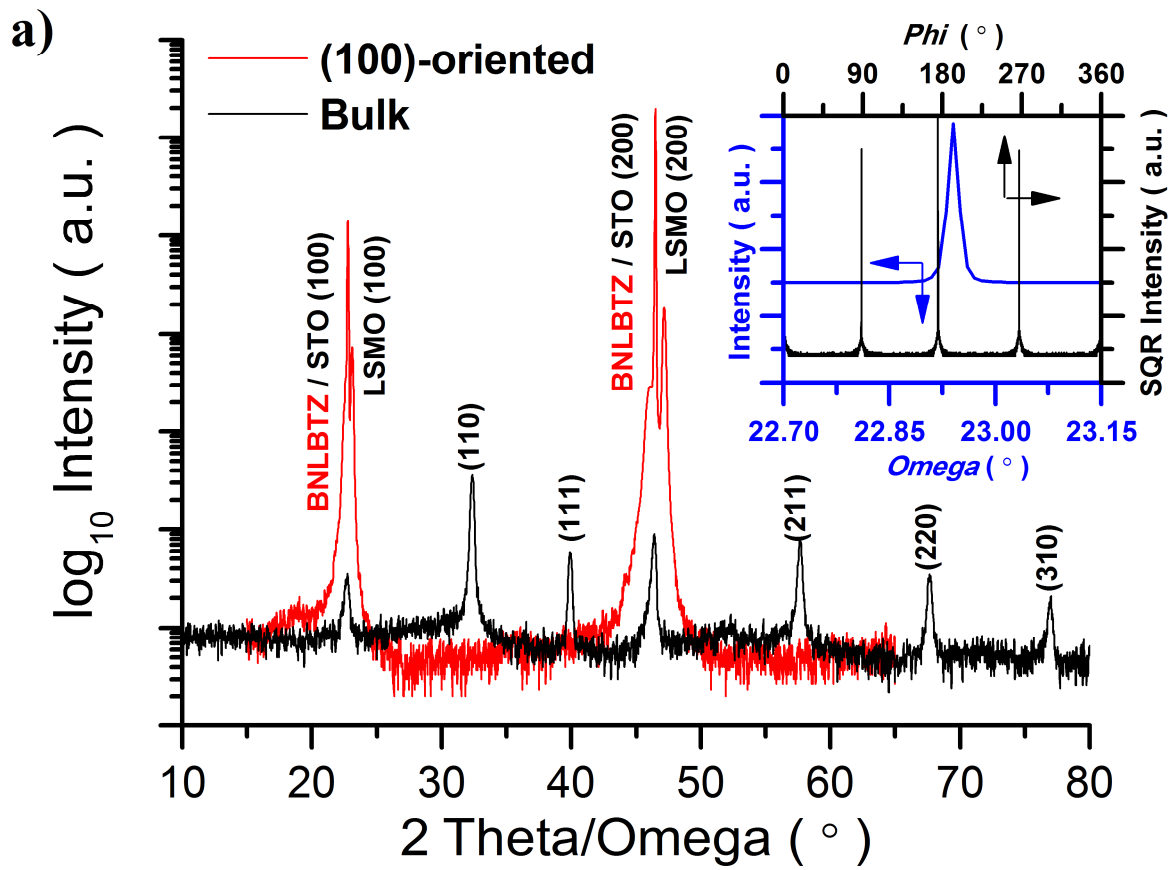 a)
(100)-oriented
Bulk
log10 Intensity ( a.u. )
BNLBTZ / STO (100)
LSMO (100)
(110)
(111)
BNLBTZ / STO (200)
LSMO (200)
(211)
(220)
(310)
10 20 30 40 50 60 70 80
2 Theta/Omega ( ° )
Phi ( ° )
0 90 180 270 360
Intensity ( a.u. )
SQR Intensity ( a.u. )
22.70 22.85 23.00 23.15
Omega ( ° )